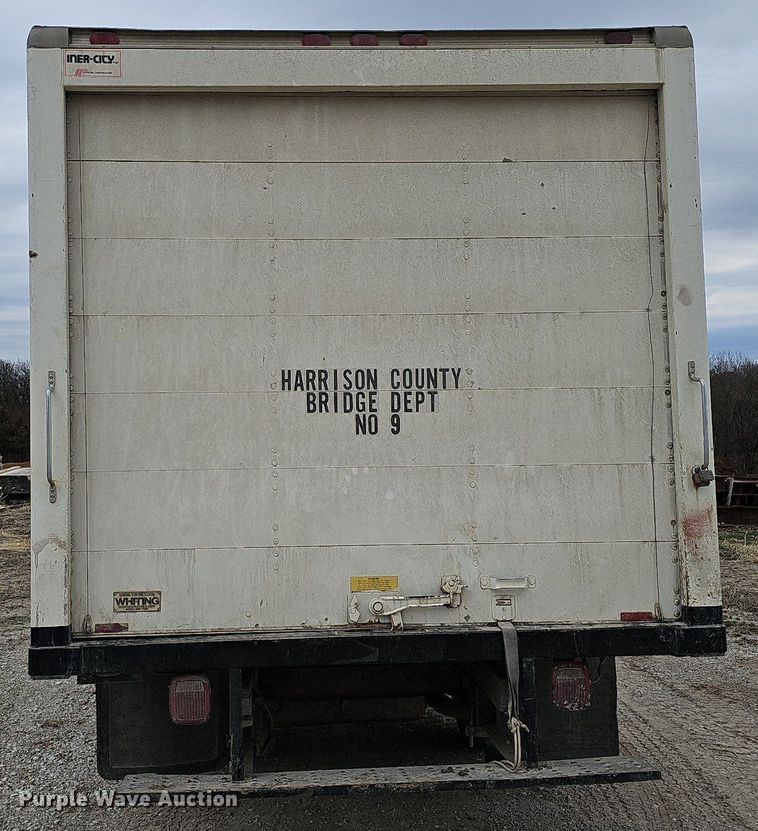 INER-CITY
HARRISON COUNTY
BRIDGE DEPT
NO 9
WHITING
Purple Wave Auction